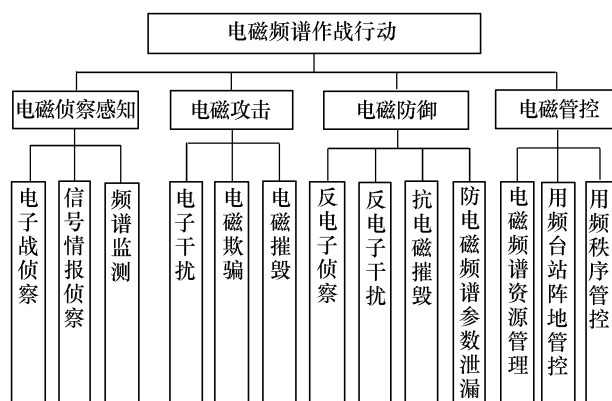 电磁频谱作战行动
电磁侦察感知
电磁攻击
电磁防御
电磁管控
电子战侦察
信号情报侦察
频谱监测
电子干扰
电磁欺骗
电磁摧毁
反电子侦察
反电子干扰
抗电磁摧毁
防电磁频谱参数泄漏
电磁频谱资源管理
用频台站阵地管控
用频秩序管控